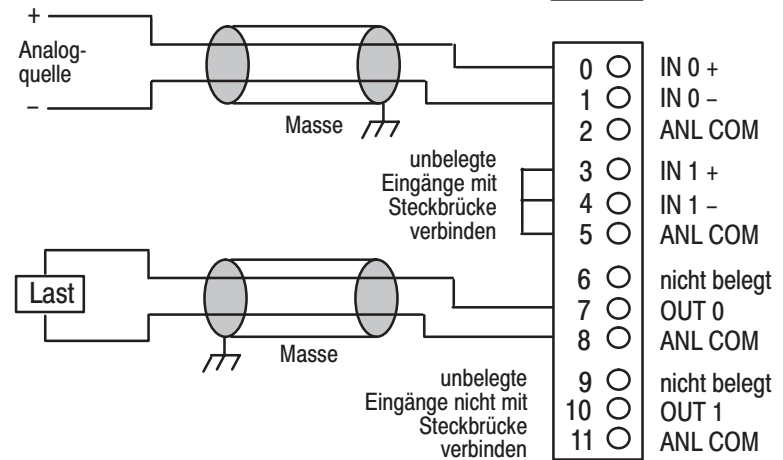 +
Analog-
quelle
–
Masse
0 IN 0 +
1 IN 0 –
2 ANL COM
unbelegte
Eingänge mit
Steckbrücke
verbinden
3 IN 1 +
4 IN 1 –
5 ANL COM
Last
Masse
6 nicht belegt
7 OUT 0
8 ANL COM
unbelegte
Eingänge nicht mit
Steckbrücke
verbinden
9 nicht belegt
10 OUT 1
11 ANL COM